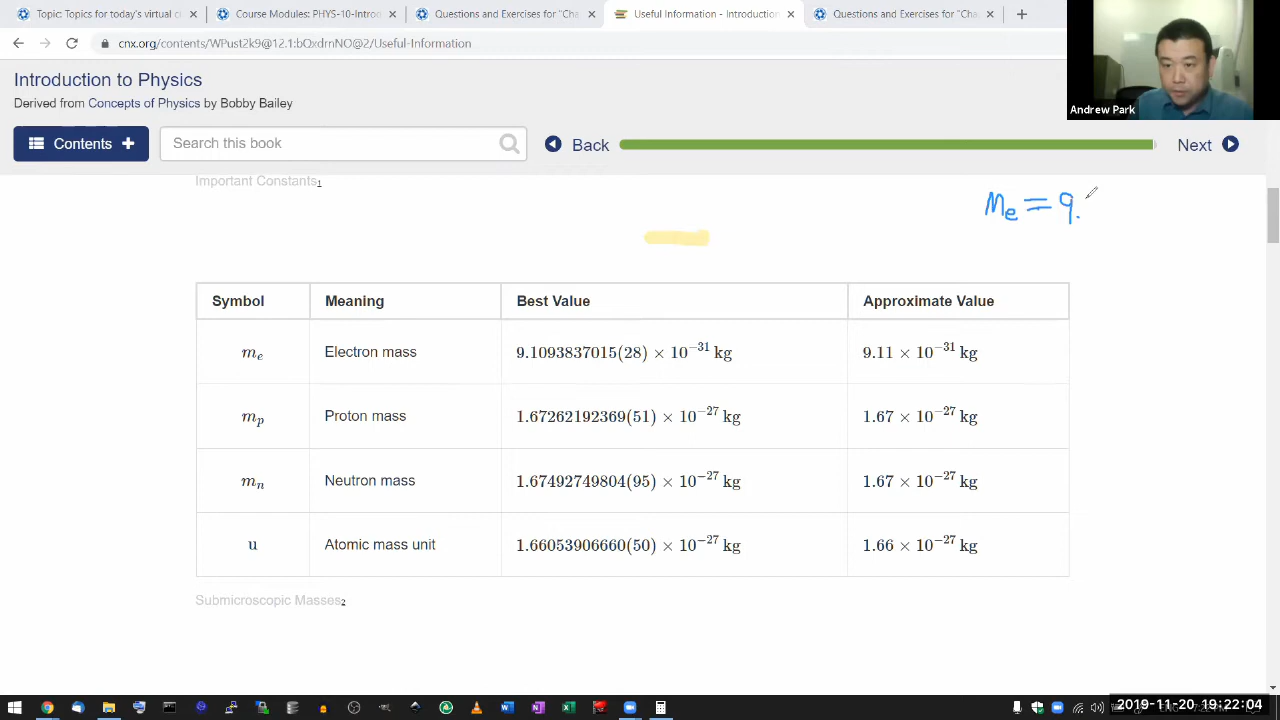 Topic: Topics for today's virtual c
Course Modules: PHYS-10-
Questions and Exercises for "Che
Useful Information - Introduction
Questions and Exercises for "Cha
cnx.org/contents/WPust2k9@12.1:bQxdrnNO@2/Useful-Information
Introduction to Physics
Derived from Concepts of Physics by Bobby Bailey
Andrew Park
Contents +
Search this book
Back
Next
Important Constants1
Me = 9.
Symbol Meaning Best Value Approximate Value
mₑ Electron mass 9.1093837015(28) × 10⁻³¹ kg 9.11 × 10⁻³¹ kg
mₚ Proton mass 1.67262192369(51) × 10⁻²⁷ kg 1.67 × 10⁻²⁷ kg
mₙ Neutron mass 1.67492749804(95) × 10⁻²⁷ kg 1.67 × 10⁻²⁷ kg
u Atomic mass unit 1.66053906660(50) × 10⁻²⁷ kg 1.66 × 10⁻²⁷ kg
Submicroscopic Masses2
2019-11-20 19:22:04